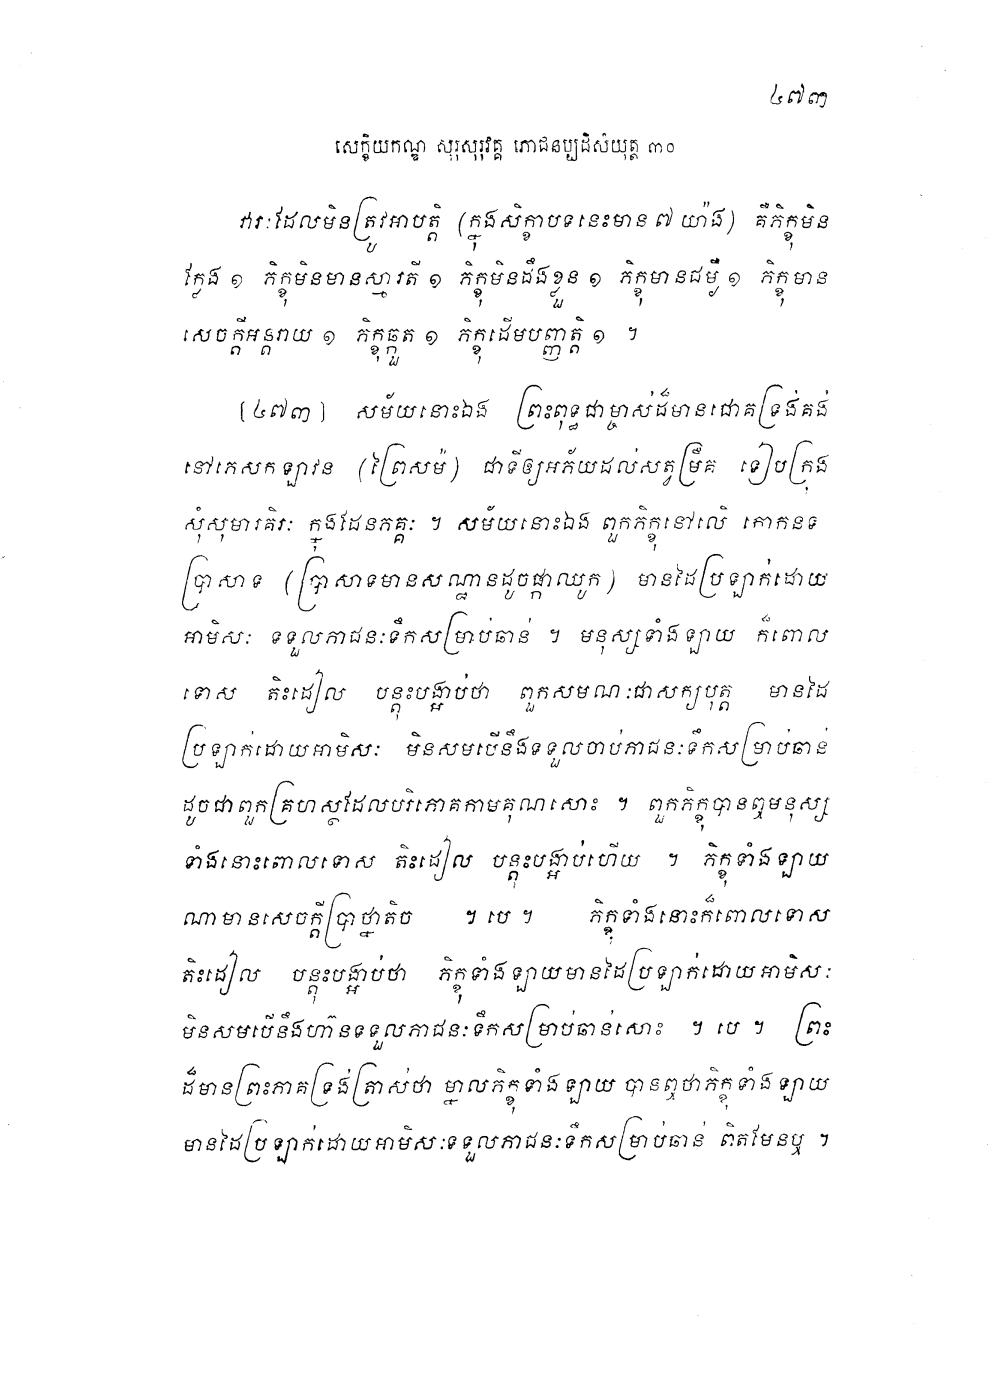 ៤៧៣
សេក្ខិយកណ្ឌ សុរុសុរុវគ្គ ភោជនប្បដិសំយុត្ត ៣០
វារៈដែលមិនត្រូវអាបត្តិ (ក្នុងសិក្ខាបទនេះមាន ៧ យ៉ាង) គឺភិក្ខុមិន
ក្លែង ១ ភិក្ខុមិនមានស្មារតី ១ ភិក្ខុមិនដឹងខ្លួន ១ ភិក្ខុមានជម្ងឺ ១ ភិក្ខុមាន
សេចក្តីអន្តរាយ ១ ភិក្ខុឆ្កួត ១ ភិក្ខុដើមបញ្ញត្តិ ១ ។
[៤៧៣] សម័យនោះឯង ព្រះពុទ្ធជាម្ចាស់ដ៏មានជោគទ្រង់គង់
នៅភេសកឡាវន (ព្រៃសម៉) ជាទីឲ្យអភ័យដល់សត្វម្រឹគ ទៀបក្រុង
សុំសុមារគិរៈ ក្នុងដែនភគ្គៈ ។ សម័យនោះឯង ពួកភិក្ខុនៅលើ កោកនទ
ប្រាសាទ (ប្រាសាទមានសណ្ឋានដូចផ្កាឈូក) មានដៃប្រឡាក់ដោយ
អាមិសៈ ទទួលភាជនៈទឹកសម្រាប់ឆាន់ ។ មនុស្សទាំងឡាយ ក៏ពោល
ទោស តិះដៀល បន្តុះបង្អាប់ថា ពួកសមណៈជាសក្យបុត្ត មានដៃ
ប្រឡាក់ដោយអាមិសៈ មិនសមបើនឹងទទួលចាប់ភាជនៈទឹកសម្រាប់ឆាន់
ដូចជាពួកគ្រហស្ថដែលបរិភោគកាមគុណសោះ ។ ពួកភិក្ខុបានឮមនុស្ស
ទាំងនោះពោលទោស តិះដៀល បន្តុះបង្អាប់ហើយ ។ ភិក្ខុទាំងឡាយ
ណាមានសេចក្តីប្រាថ្នាតិច ។ បេ ។ ភិក្ខុទាំងនោះក៏ពោលទោស
តិះដៀល បន្តុះបង្អាប់ថា ភិក្ខុទាំងឡាយមានដៃប្រឡាក់ដោយអាមិសៈ
មិនសមបើនឹងហ៊ានទទួលភាជនៈទឹកសម្រាប់ឆាន់សោះ ។ បេ ។ ព្រះ
ដ៏មានព្រះភាគទ្រង់ត្រាស់ថា ម្នាលភិក្ខុទាំងឡាយ បានឮថាភិក្ខុទាំងឡាយ
មានដៃប្រឡាក់ដោយអាមិសៈទទួលភាជនៈទឹកសម្រាប់ឆាន់ ពិតមែនឬ ។